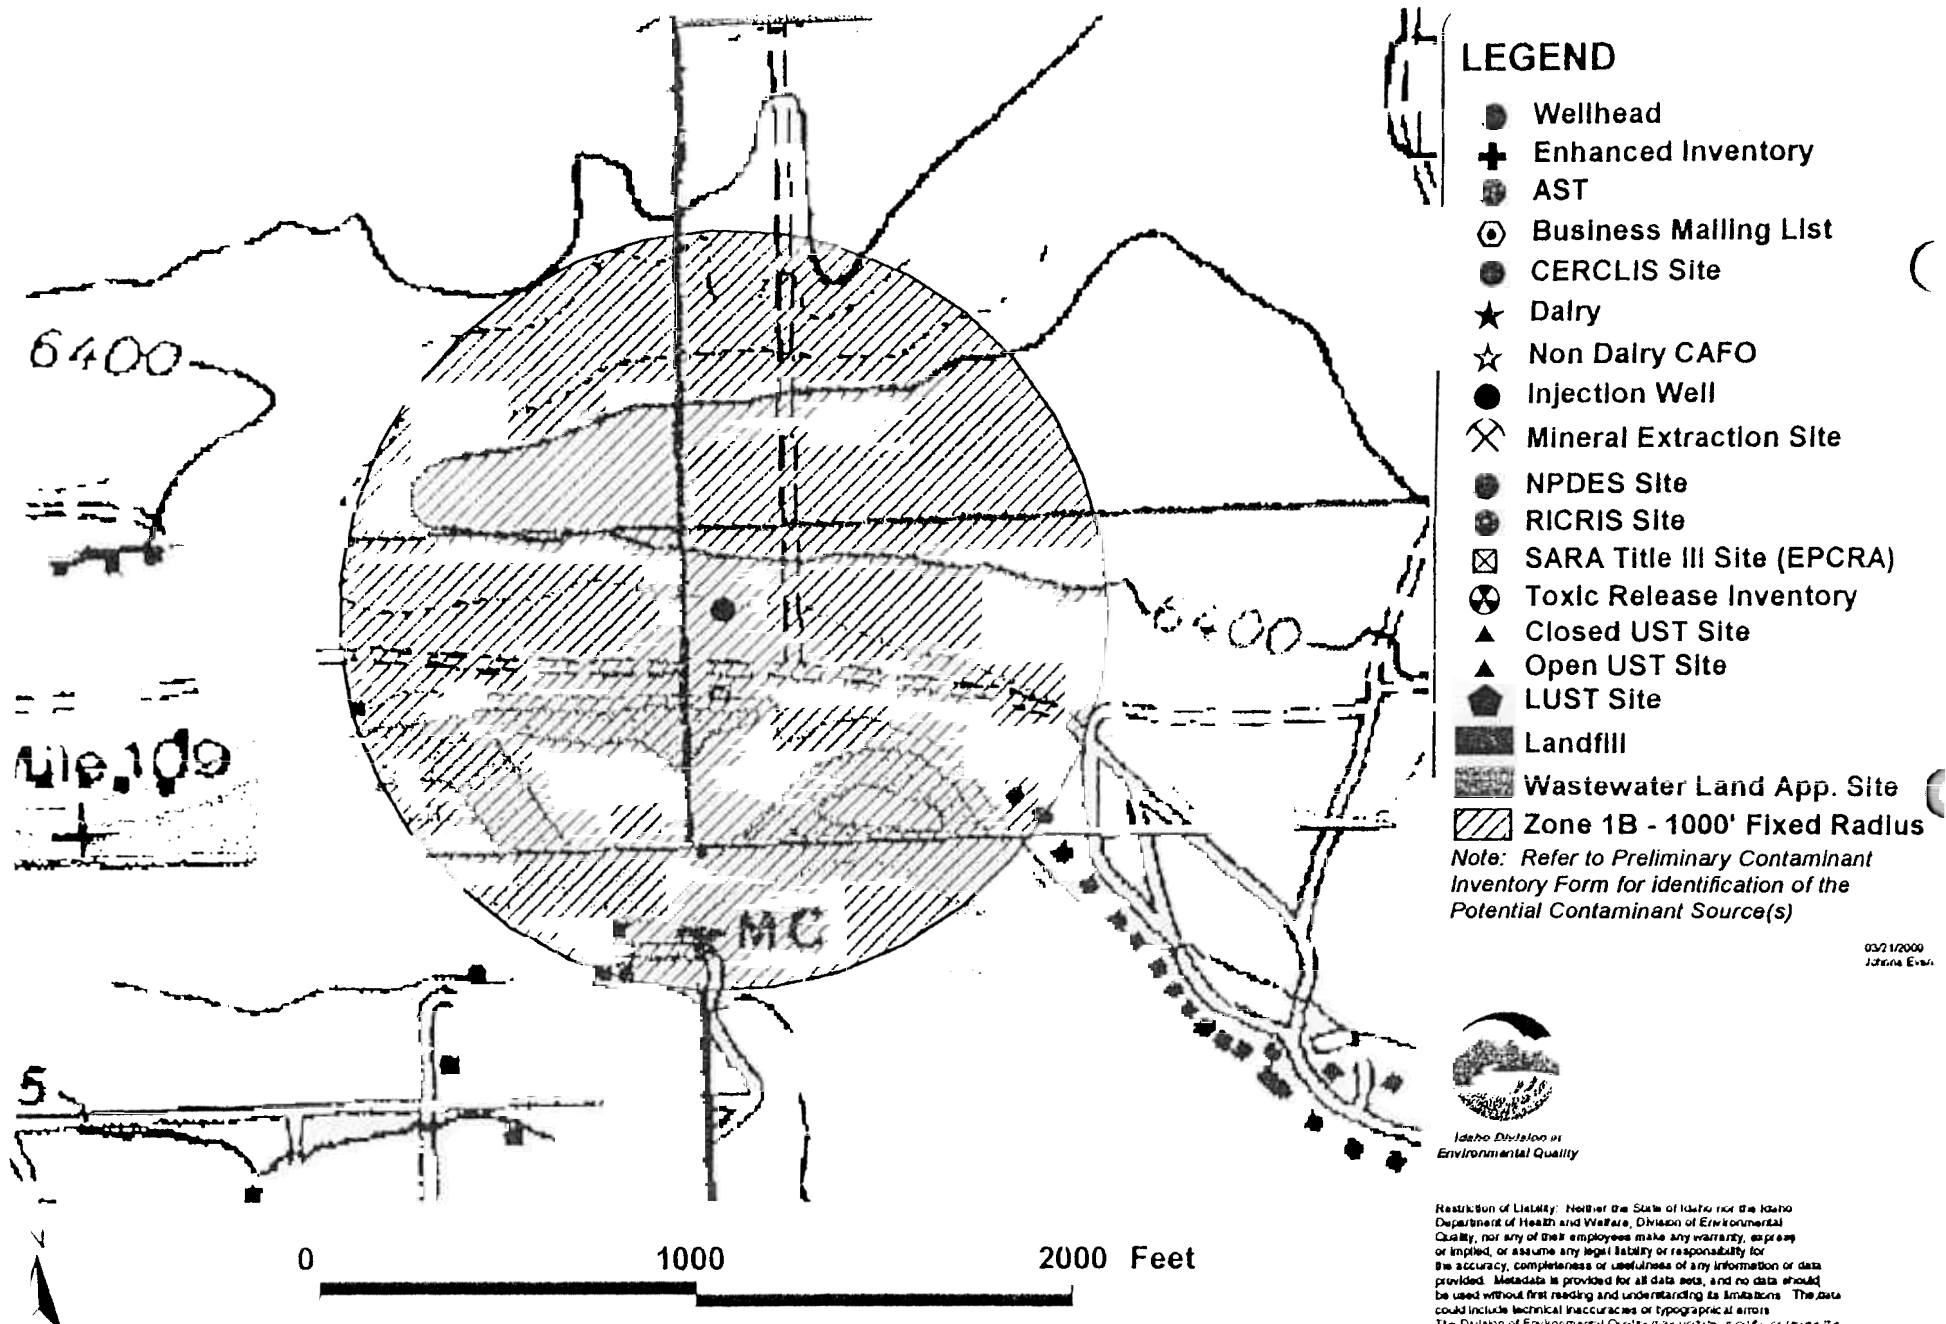 LEGEND
Wellhead
Enhanced Inventory
AST
Business Mailing List
CERCLIS Site
Dairy
Non Dairy CAFO
Injection Well
Mineral Extraction Site
NPDES Site
RICRIS Site
SARA Title III Site (EPCRA)
Toxic Release Inventory
Closed UST Site
Open UST Site
LUST Site
Landfill
Wastewater Land App. Site
Zone 1B - 1000' Fixed Radius
Note: Refer to Preliminary Contaminant
Inventory Form for identification of the
Potential Contaminant Source(s)
03/21/2000
6400
6400
109
MC
5
0 1000 2000 Feet
Idaho Division of
Environmental Quality
Restriction of Liability: Neither the State of Idaho nor the Idaho
Department of Health and Welfare, Division of Environmental
Quality, nor any of their employees make any warranty, express
or implied, or assume any legal liability or responsibility for
the accuracy, completeness or usefulness of any information or data
provided. Metadata is provided for all data sets, and no data should
be used without first reading and understanding its limitations. The data
could include technical inaccuracies or typographical errors